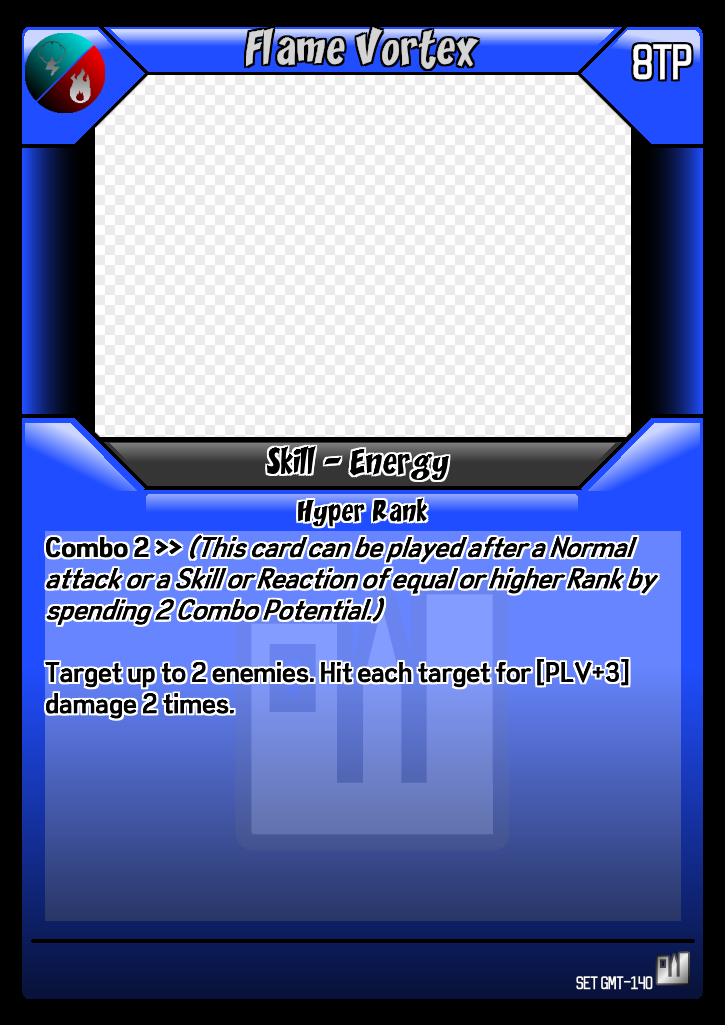 Flame Vortex
8TP
Skill - Energy
Hyper Rank
Combo 2 >> (This card can be played after a Normal
attack or a Skill or Reaction of equal or higher Rank by
spending 2 Combo Potential.)
Target up to 2 enemies. Hit each target for [PLV+3]
damage 2 times.
SET GMT-140